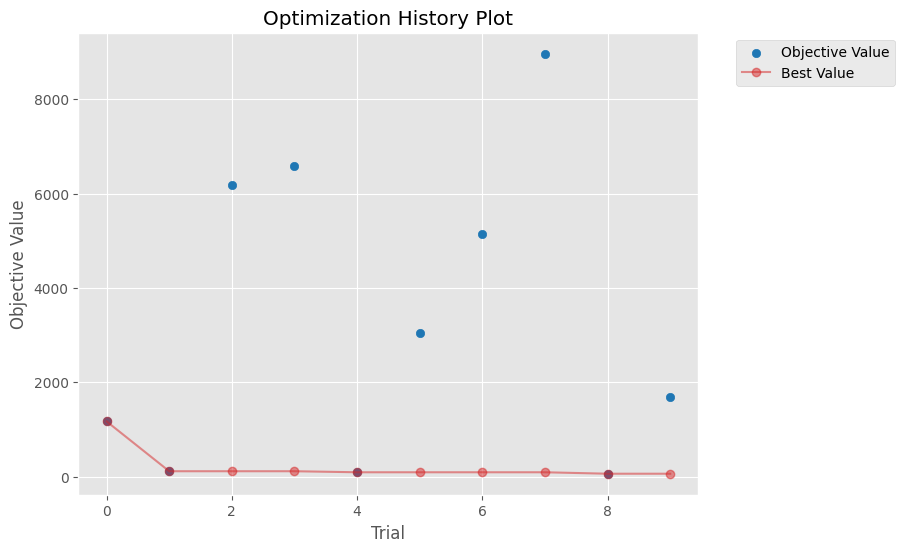 Optimization History Plot
Objective Value
Best Value
8000
6000
4000
2000
0
Objective Value
0 2 4 6 8
Trial